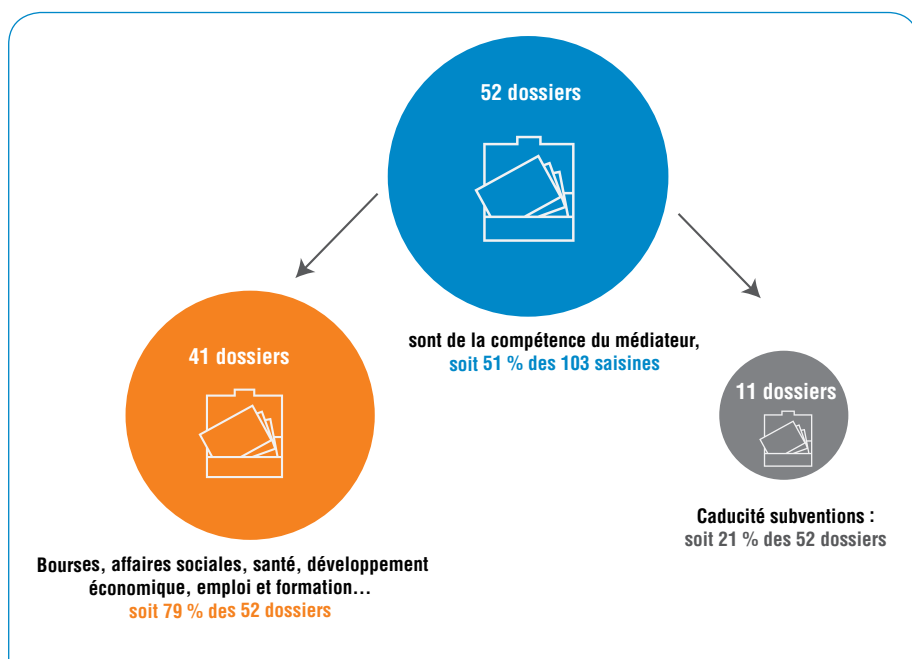 52 dossiers
sont de la compétence du médiateur,
soit 51 % des 103 saisines
41 dossiers
Bourses, affaires sociales, santé, développement
économique, emploi et formation…
soit 79 % des 52 dossiers
11 dossiers
Caducité subventions :
soit 21 % des 52 dossiers